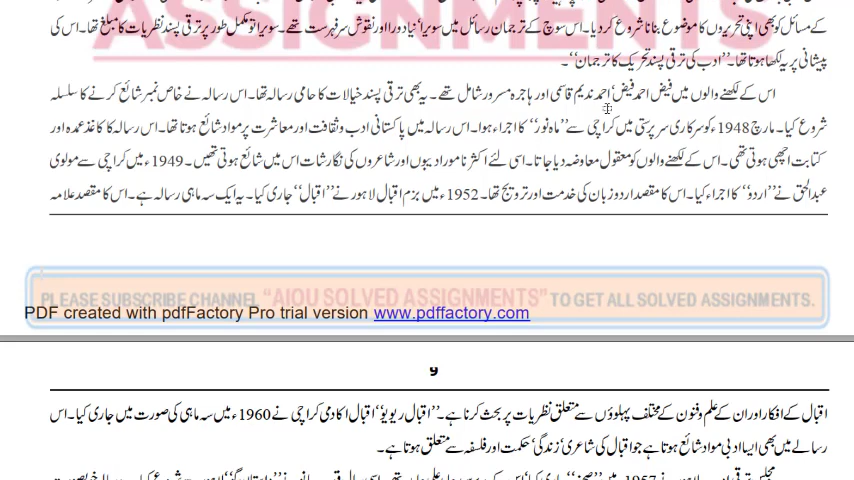 ASSIGNMENTS
کے مسائل کو بھی اپنی تحریروں کا موضوع بنانا شروع کر دیا۔ اس سوچ کے ترجمان رسائل میں سویرا‘ نیا دور اور نقوش سر فہرست تھے۔ سویرا تو مکمل طور پر ترقی پسند نظریات کا مبلغ تھا۔ اس کی
پیشانی پر یہ لکھا ہوتا تھا۔ ”ادب کی ترقی پسند تحریک کا ترجمان“۔
اس کے لکھنے والوں میں فیض احمد فیض‘ احمد ندیم قاسمی اور ہاجرہ مسرور شامل تھے۔ یہ بھی ترقی پسند خیالات کا حامی رسالہ تھا۔ اس رسالہ نے خاص نمبر شائع کرنے کا سلسلہ
شروع کیا۔ مارچ 1948ء کو سرکاری سرپرستی میں کراچی سے ”ماہ نور“ کا اجراء ہوا۔ اس رسالہ میں پاکستانی ادب و ثقافت اور معاشرت پر مواد شائع ہوتا تھا۔ اس رسالہ کا کاغذ عمدہ اور
کتابت اچھی ہوتی تھی۔ اس کے لکھنے والوں کو معقول معاوضہ دیا جاتا۔ اسی لئے اکثر نامور ادیبوں اور شاعروں کی نگارشات اس میں شائع ہوتی تھیں۔ 1949ء میں کراچی سے مولوی
عبدالحق نے ”اردو“ کا اجراء کیا۔ اس کا مقصد اردو زبان کی خدمت اور ترویج تھا۔ 1952ء میں بزم اقبال لاہور نے ”اقبال“ جاری کیا۔ یہ ایک سہ ماہی رسالہ ہے۔ اس کا مقصد علامہ
PLEASE SUBSCRIBE CHANNEL “AIOU SOLVED ASSIGNMENTS” TO GET ALL SOLVED ASSIGNMENTS.
PDF created with pdfFactory Pro trial version www.pdffactory.com
9
اقبال کے افکار اور ان کے علم و فنون کے مختلف پہلوؤں سے متعلق نظریات پر بحث کرنا ہے۔ ”اقبال ریویو“ اقبال اکادمی کراچی نے 1960ء میں سہ ماہی کی صورت میں جاری کیا۔ اس
رسالے میں بھی ایسا ادبی مواد شائع ہوتا ہے جو اقبال کی شاعری‘ زندگی‘ حکمت اور فلسفہ سے متعلق ہوتا ہے۔